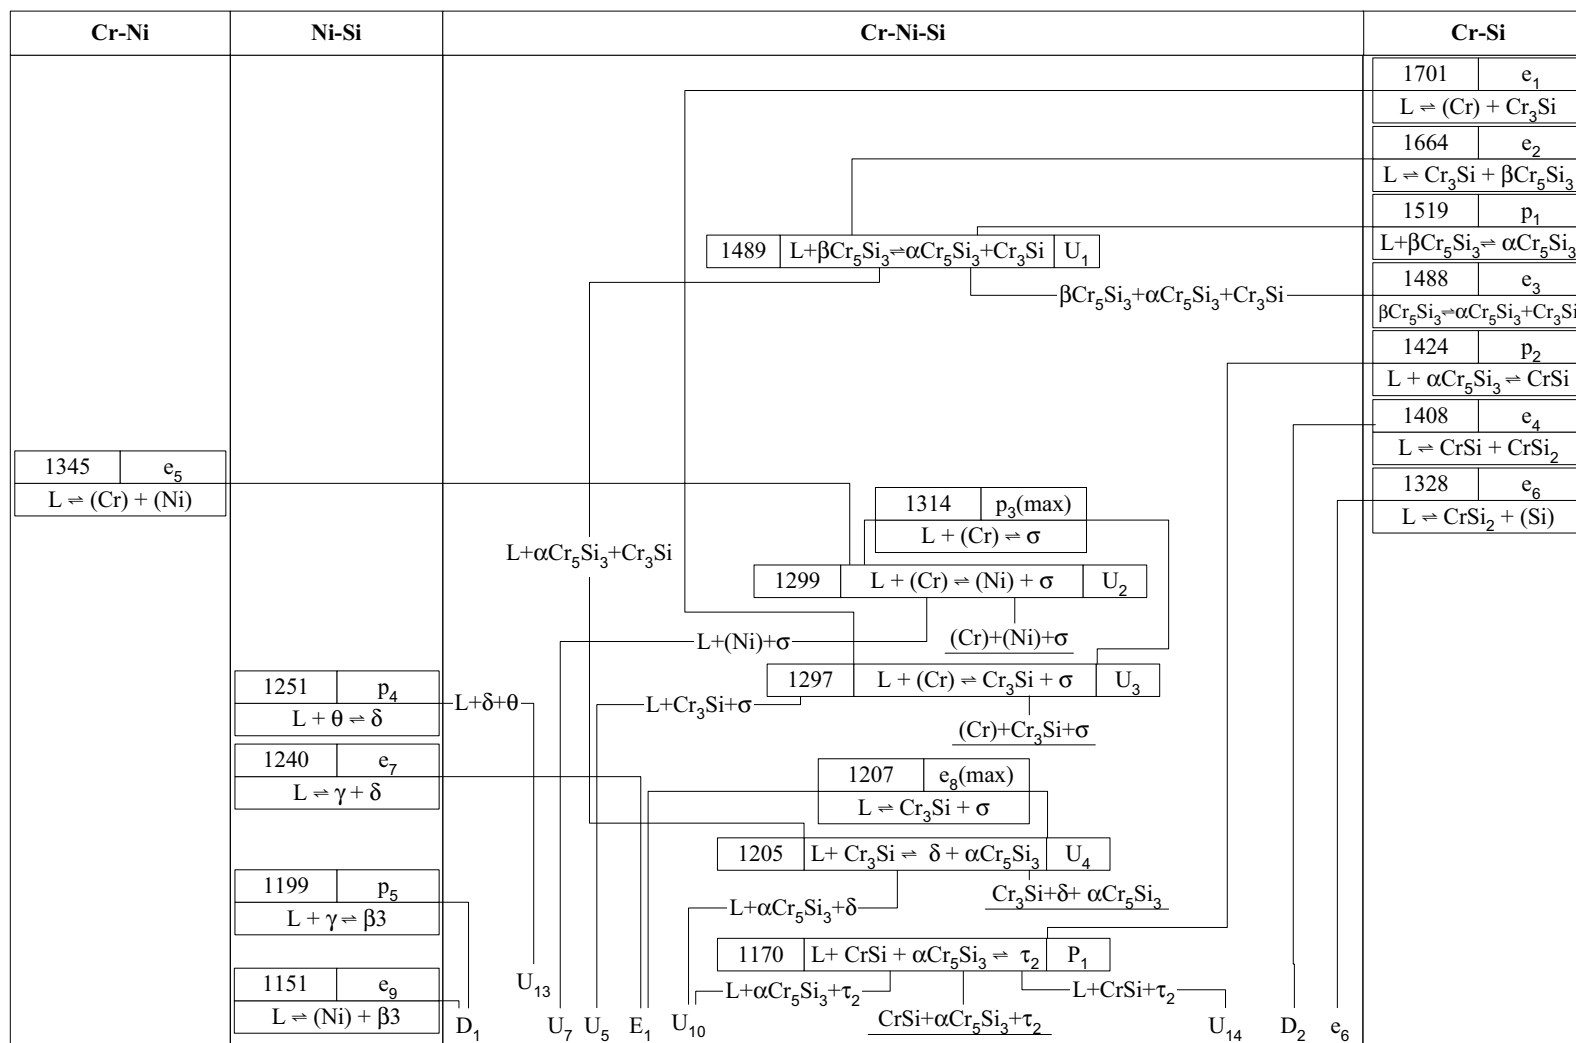 Cr-Ni
Ni-Si
Cr-Ni-Si
Cr-Si
1701 e₁
L ⇌ (Cr) + Cr₃Si
1664 e₂
L ⇌ Cr₃Si + βCr₅Si₃
1519 p₁
L+βCr₅Si₃⇌ αCr₅Si₃
1489 L+βCr₅Si₃⇌αCr₅Si₃+Cr₃Si U₁
1488 e₃
βCr₅Si₃+αCr₅Si₃+Cr₃Si
βCr₅Si₃⇌αCr₅Si₃+Cr₃Si
1424 p₂
L + αCr₅Si₃ ⇌ CrSi
1408 e₄
L ⇌ CrSi + CrSi₂
1345 e₅
L ⇌ (Cr) + (Ni)
1328 e₆
L ⇌ CrSi₂ + (Si)
1314 p₃(max)
L + (Cr) ⇌ σ
L+αCr₅Si₃+Cr₃Si
1299 L + (Cr) ⇌ (Ni) + σ U₂
L+(Ni)+σ
(Cr)+(Ni)+σ
1297 L + (Cr) ⇌ Cr₃Si + σ U₃
1251 p₄
L + θ ⇌ δ
L+δ+θ
L+Cr₃Si+σ
(Cr)+Cr₃Si+σ
1240 e₇
L ⇌ γ + δ
1207 e₈(max)
L ⇌ Cr₃Si + σ
1205 L+ Cr₃Si ⇌ δ + αCr₅Si₃ U₄
1199 p₅
L + γ ⇌ β3
Cr₃Si+δ+ αCr₅Si₃
L+αCr₅Si₃+δ
1170 L+ CrSi + αCr₅Si₃ ⇌ τ₂ P₁
1151 e₉
L ⇌ (Ni) + β3
U₁₃
L+αCr₅Si₃+τ₂
L+CrSi+τ₂
CrSi+αCr₅Si₃+τ₂
D₁ U₇ U₅ E₁ U₁₀ U₁₄ D₂ e₆